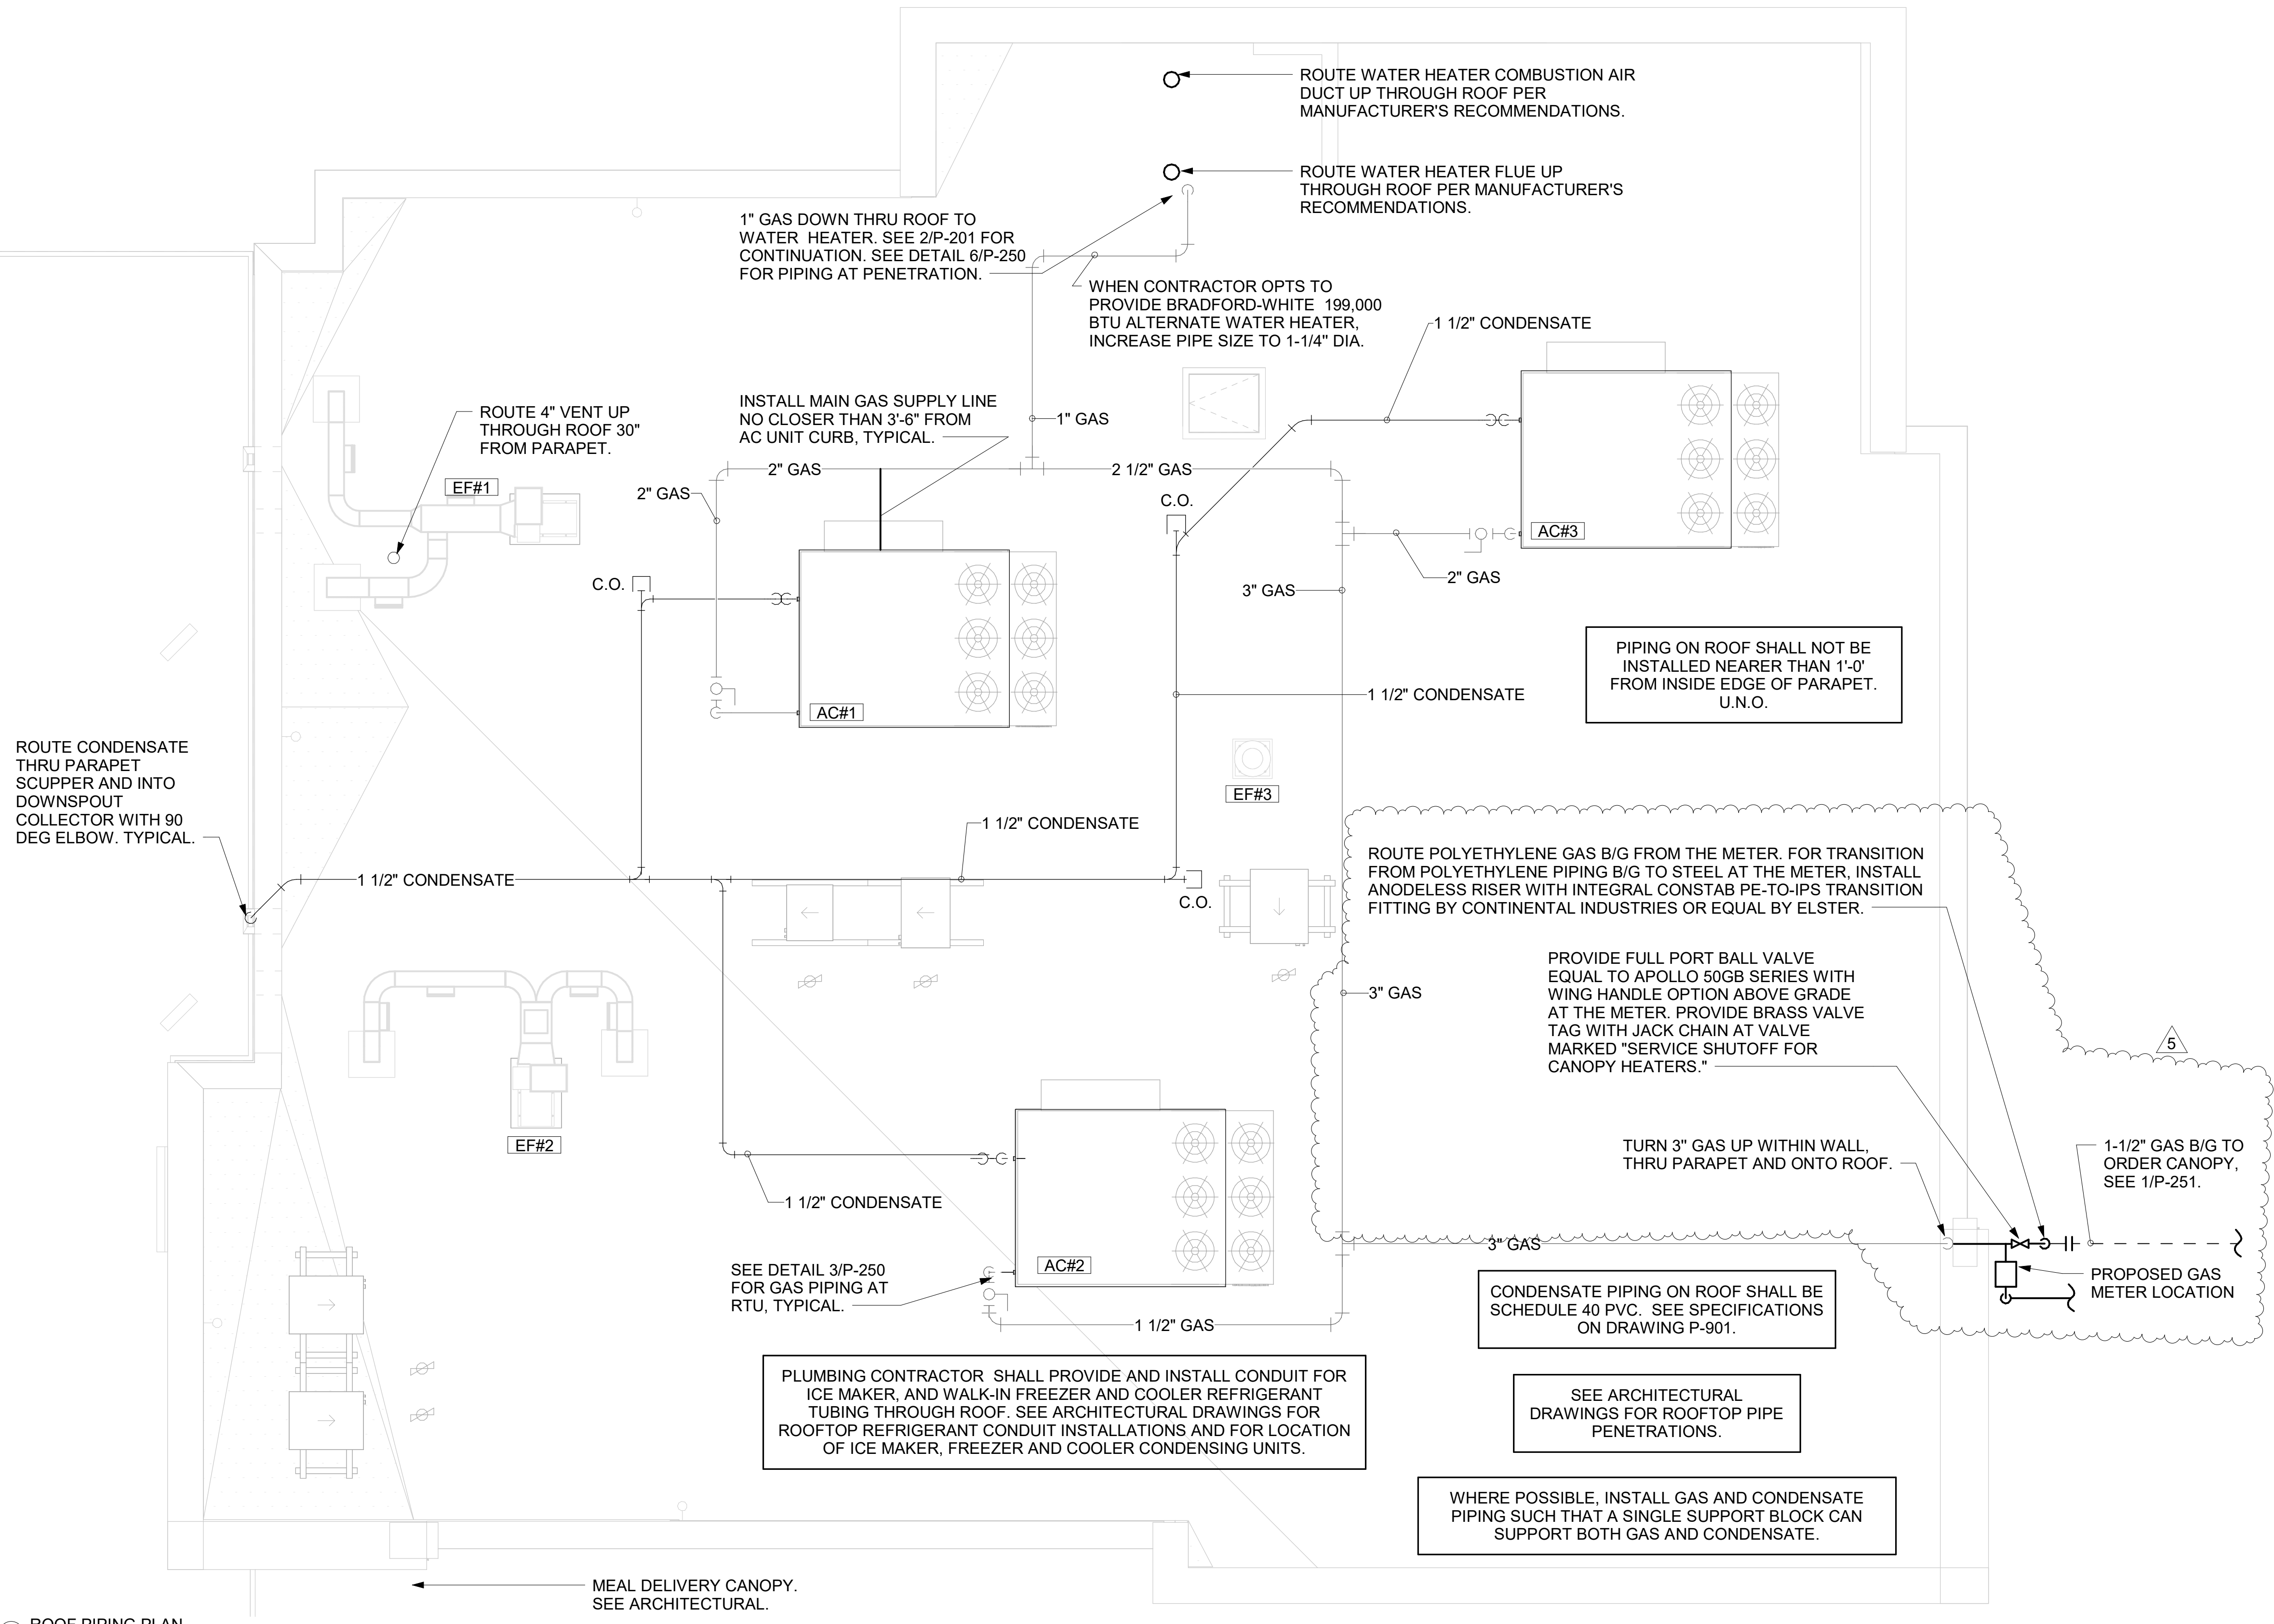 ROUTE WATER HEATER COMBUSTION AIR
DUCT UP THROUGH ROOF PER
MANUFACTURER'S RECOMMENDATIONS.
ROUTE WATER HEATER FLUE UP
THROUGH ROOF PER MANUFACTURER'S
RECOMMENDATIONS.
1" GAS DOWN THRU ROOF TO
WATER HEATER. SEE 2/P-201 FOR
CONTINUATION. SEE DETAIL 6/P-250
FOR PIPING AT PENETRATION.
WHEN CONTRACTOR OPTS TO
PROVIDE BRADFORD-WHITE 199,000
BTU ALTERNATE WATER HEATER,
INCREASE PIPE SIZE TO 1-1/4" DIA.
1 1/2" CONDENSATE
ROUTE 4" VENT UP
THROUGH ROOF 30"
FROM PARAPET.
INSTALL MAIN GAS SUPPLY LINE
NO CLOSER THAN 3'-6" FROM
AC UNIT CURB, TYPICAL.
1" GAS
2" GAS
2 1/2" GAS
EF#1
2" GAS
C.O.
AC#3
C.O.
2" GAS
3" GAS
PIPING ON ROOF SHALL NOT BE
INSTALLED NEARER THAN 1'-0'
FROM INSIDE EDGE OF PARAPET.
U.N.O.
1 1/2" CONDENSATE
AC#1
ROUTE CONDENSATE
THRU PARAPET
SCUPPER AND INTO
DOWNSPOUT
COLLECTOR WITH 90
DEG ELBOW. TYPICAL.
EF#3
1 1/2" CONDENSATE
1 1/2" CONDENSATE
C.O.
ROUTE POLYETHYLENE GAS B/G FROM THE METER. FOR TRANSITION
FROM POLYETHYLENE PIPING B/G TO STEEL AT THE METER, INSTALL
ANODELESS RISER WITH INTEGRAL CONSTAB PE-TO-IPS TRANSITION
FITTING BY CONTINENTAL INDUSTRIES OR EQUAL BY ELSTER.
PROVIDE FULL PORT BALL VALVE
EQUAL TO APOLLO 50GB SERIES WITH
WING HANDLE OPTION ABOVE GRADE
AT THE METER. PROVIDE BRASS VALVE
TAG WITH JACK CHAIN AT VALVE
MARKED "SERVICE SHUTOFF FOR
CANOPY HEATERS."
3" GAS
5
EF#2
TURN 3" GAS UP WITHIN WALL,
THRU PARAPET AND ONTO ROOF.
1-1/2" GAS B/G TO
ORDER CANOPY,
SEE 1/P-251.
1 1/2" CONDENSATE
3" GAS
AC#2
SEE DETAIL 3/P-250
FOR GAS PIPING AT
RTU, TYPICAL.
PROPOSED GAS
METER LOCATION
1 1/2" GAS
CONDENSATE PIPING ON ROOF SHALL BE
SCHEDULE 40 PVC. SEE SPECIFICATIONS
ON DRAWING P-901.
PLUMBING CONTRACTOR SHALL PROVIDE AND INSTALL CONDUIT FOR
ICE MAKER, AND WALK-IN FREEZER AND COOLER REFRIGERANT
TUBING THROUGH ROOF. SEE ARCHITECTURAL DRAWINGS FOR
ROOFTOP REFRIGERANT CONDUIT INSTALLATIONS AND FOR LOCATION
OF ICE MAKER, FREEZER AND COOLER CONDENSING UNITS.
SEE ARCHITECTURAL
DRAWINGS FOR ROOFTOP PIPE
PENETRATIONS.
WHERE POSSIBLE, INSTALL GAS AND CONDENSATE
PIPING SUCH THAT A SINGLE SUPPORT BLOCK CAN
SUPPORT BOTH GAS AND CONDENSATE.
MEAL DELIVERY CANOPY.
SEE ARCHITECTURAL.
ROOF PIPING PLAN